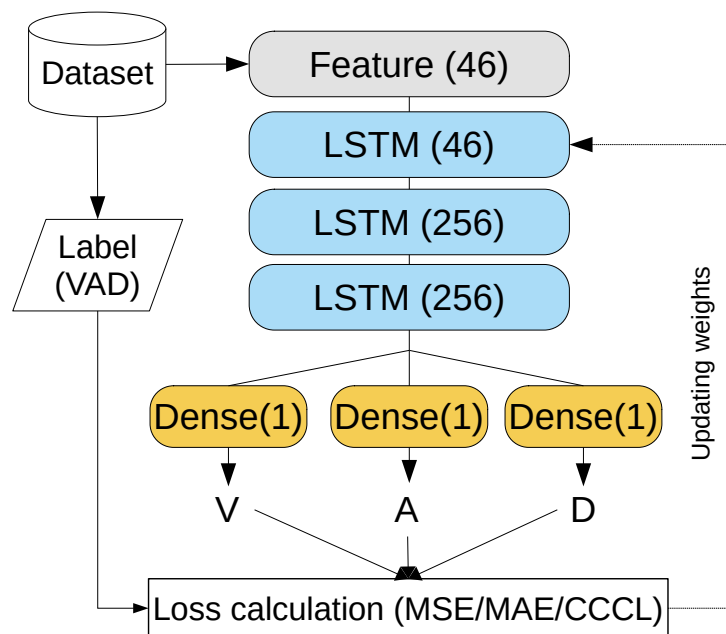 Dataset
Feature (46)
LSTM (46)
LSTM (256)
LSTM (256)
Label
(VAD)
Updating weights
Dense(1)
Dense(1)
Dense(1)
V
A
D
Loss calculation (MSE/MAE/CCCL)